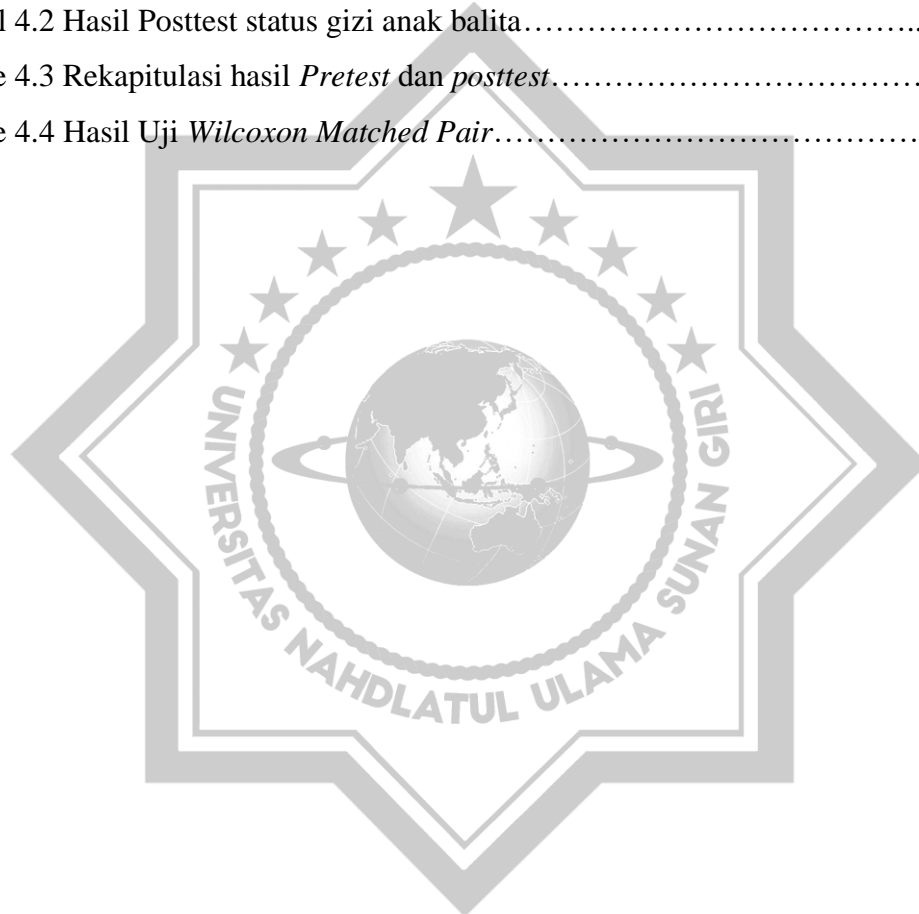 l 4.2 Hasil Posttest status gizi anak balita……………………………………..
e 4.3 Rekapitulasi hasil Pretest dan posttest………………………………
e 4.4 Hasil Uji Wilcoxon Matched Pair……………………………………
UNIVERSITAS NAHDLATUL ULAMA SUNAN GIRI